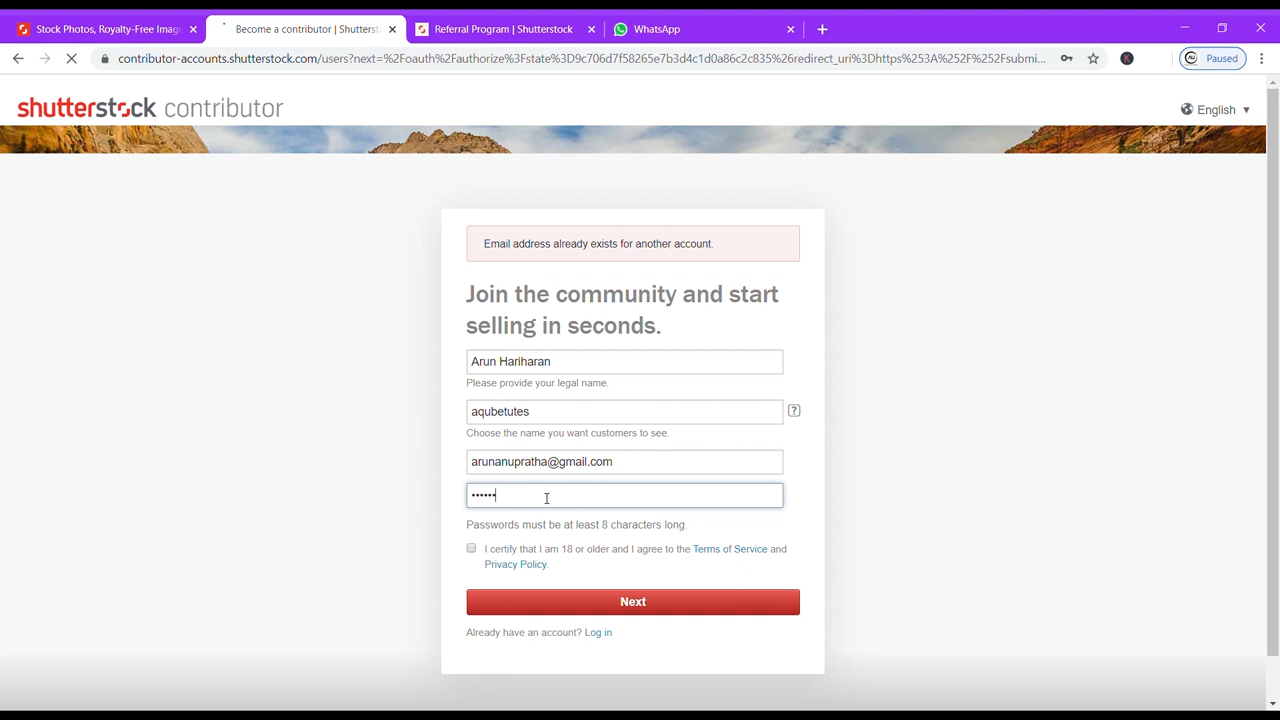 Stock Photos, Royalty-Free Imag
Become a contributor | Shutterst
Referral Program | Shutterstock
WhatsApp
contributor-accounts.shutterstock.com/users?next=%2Foauth%2Fauthorize%3Fstate%3D9c706d7f58265e7b3d4c1d0a86c2c835%26redirect_uri%3Dhttps%253A%252F%252Fsubmi...
Paused
shutterstock contributor
English
Email address already exists for another account.
Join the community and start
selling in seconds.
Arun Hariharan
Please provide your legal name.
aqubetutes
?
Choose the name you want customers to see.
arunanupratha@gmail.com
••••••
Passwords must be at least 8 characters long.
I certify that I am 18 or older and I agree to the Terms of Service and
Privacy Policy.
Next
Already have an account? Log in